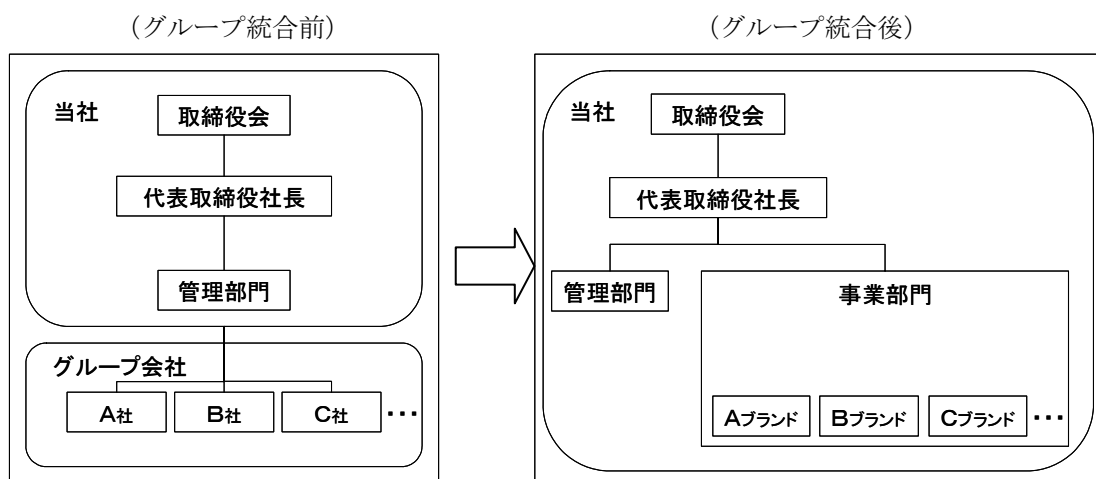 (グループ統合前)
当社
取締役会
代表取締役社長
管理部門
グループ会社
A社
B社
C社
・・・
(グループ統合後)
当社
取締役会
代表取締役社長
管理部門
事業部門
Aブランド
Bブランド
Cブランド
・・・